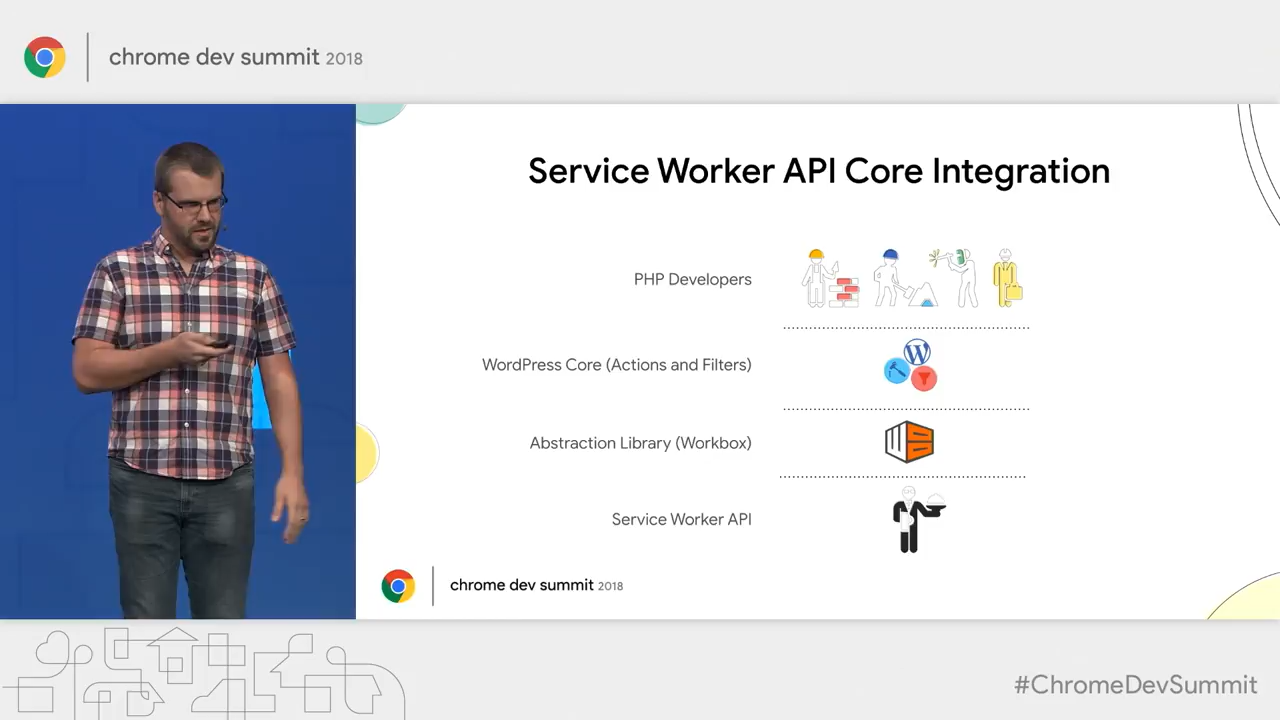 chrome dev summit 2018
Service Worker API Core Integration
PHP Developers
WordPress Core (Actions and Filters)
Abstraction Library (Workbox)
Service Worker API
chrome dev summit 2018
#ChromeDevSummit